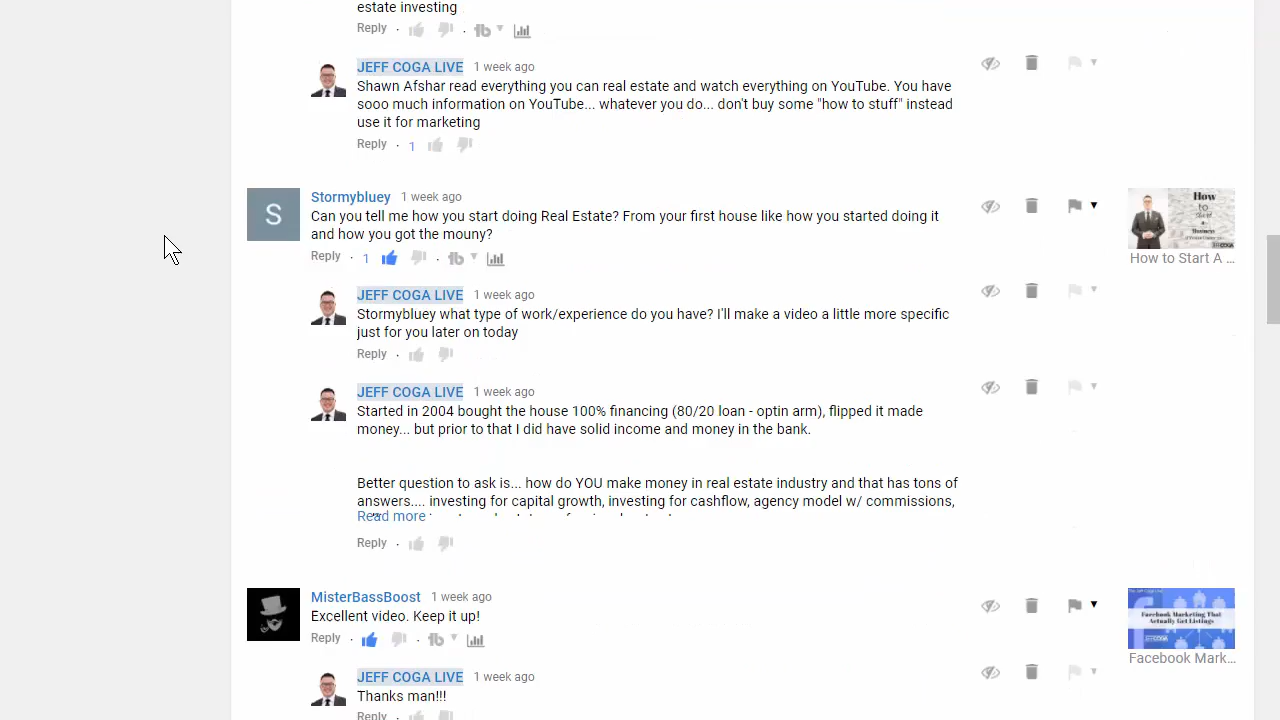 estate investing
Reply
JEFF COGA LIVE 1 week ago
Shawn Afshar read everything you can real estate and watch everything on YouTube. You have
sooo much information on YouTube... whatever you do... don't buy some "how to stuff" instead
use it for marketing
Reply · 1
Stormybluey 1 week ago
Can you tell me how you start doing Real Estate? From your first house like how you started doing it
and how you got the mouny?
Reply · 1
How to Start A ...
JEFF COGA LIVE 1 week ago
Stormybluey what type of work/experience do you have? I'll make a video a little more specific
just for you later on today
Reply
JEFF COGA LIVE 1 week ago
Started in 2004 bought the house 100% financing (80/20 loan - optin arm), flipped it made
money... but prior to that I did have solid income and money in the bank.
Better question to ask is... how do YOU make money in real estate industry and that has tons of
answers.... investing for capital growth, investing for cashflow, agency model w/ commissions,
Read more
Reply
MisterBassBoost 1 week ago
Excellent video. Keep it up!
Reply
Facebook Marketing That
Actually Get Listings
Facebook Mark...
JEFF COGA LIVE 1 week ago
Thanks man!!!
Reply
S
How
to